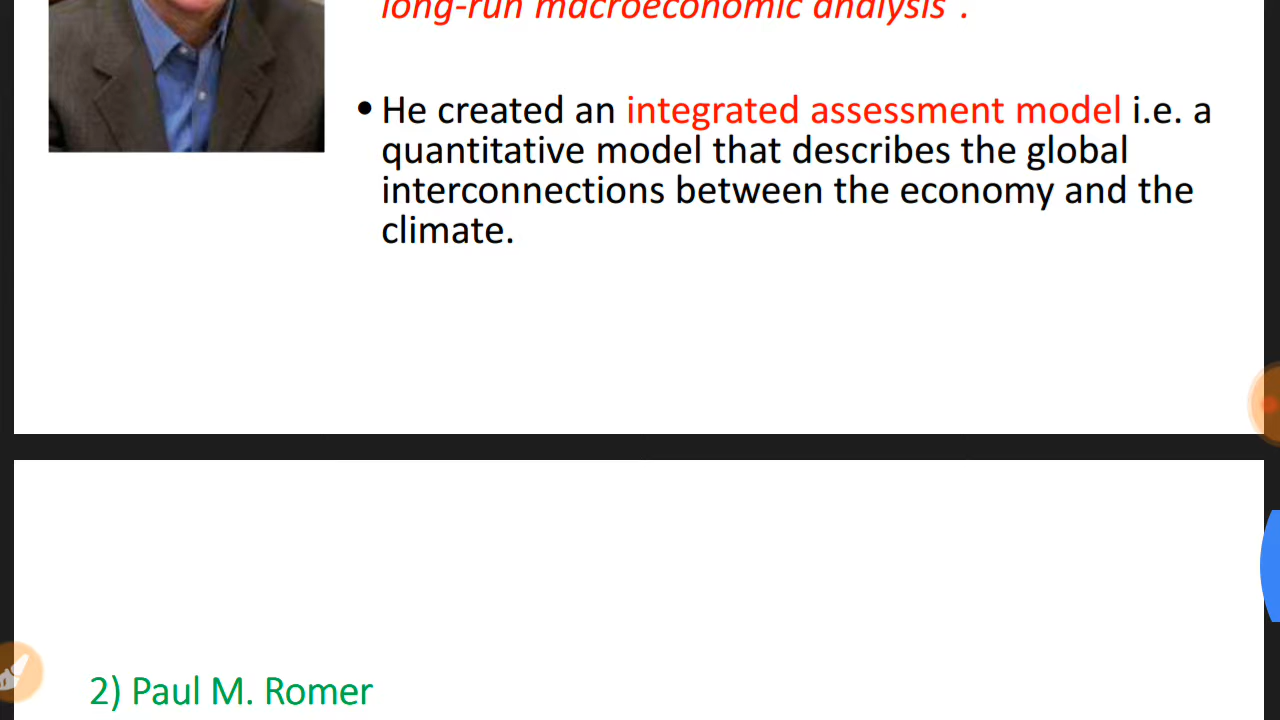 long-run macroeconomic analysis".
• He created an integrated assessment model i.e. a
quantitative model that describes the global
interconnections between the economy and the
climate.
2) Paul M. Romer